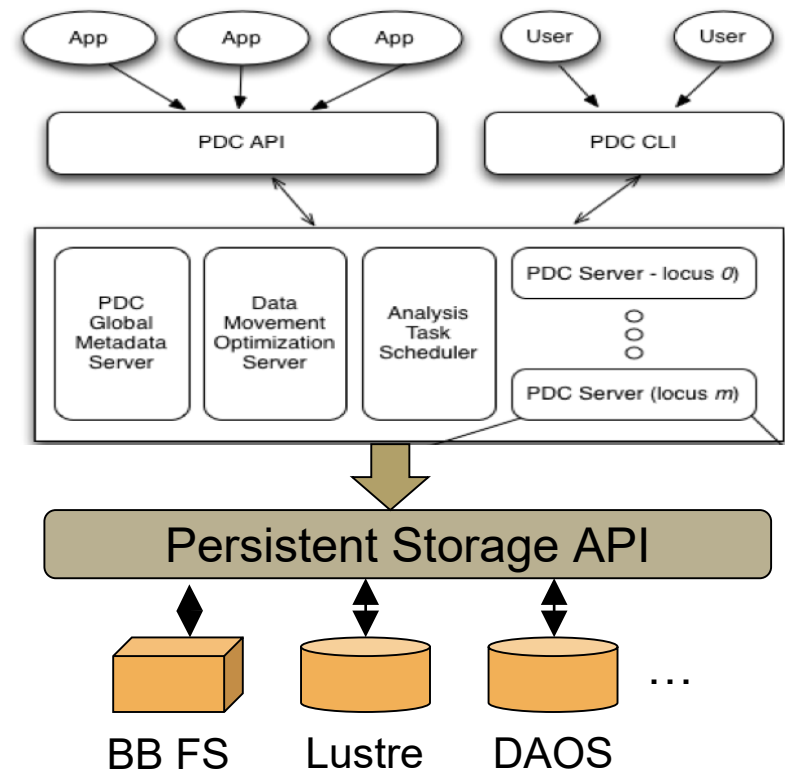 App
App
App
User
User
PDC API
PDC CLI
PDC
Global
Metadata
Server
Data
Movement
Optimization
Server
Analysis
Task
Scheduler
PDC Server - locus 0)
PDC Server (locus m)
Persistent Storage API
BB FS
Lustre
DAOS
...